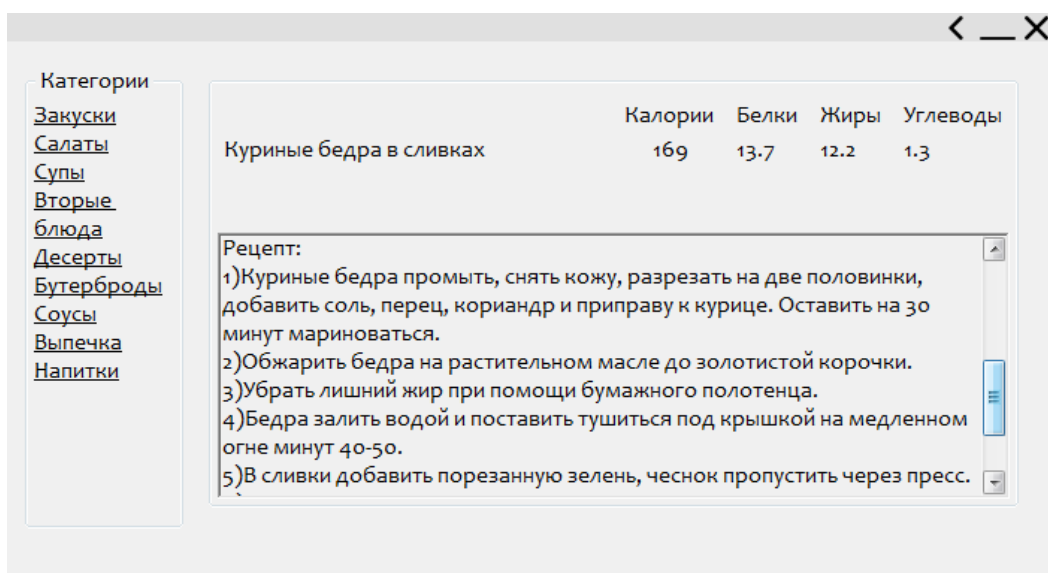 Категории
Закуски
Салаты
Супы
Вторые
блюда
Десерты
Бутерброды
Соусы
Выпечка
Напитки
Калории Белки Жиры Углеводы
Куриные бедра в сливках 169 13.7 12.2 1.3
Рецепт:
1)Куриные бедра промыть, снять кожу, разрезать на две половинки,
добавить соль, перец, кориандр и приправу к курице. Оставить на 30
минут мариноваться.
2)Обжарить бедра на растительном масле до золотистой корочки.
3)Убрать лишний жир при помощи бумажного полотенца.
4)Бедра залить водой и поставить тушиться под крышкой на медленном
огне минут 40-50.
5)В сливки добавить порезанную зелень, чеснок пропустить через пресс.